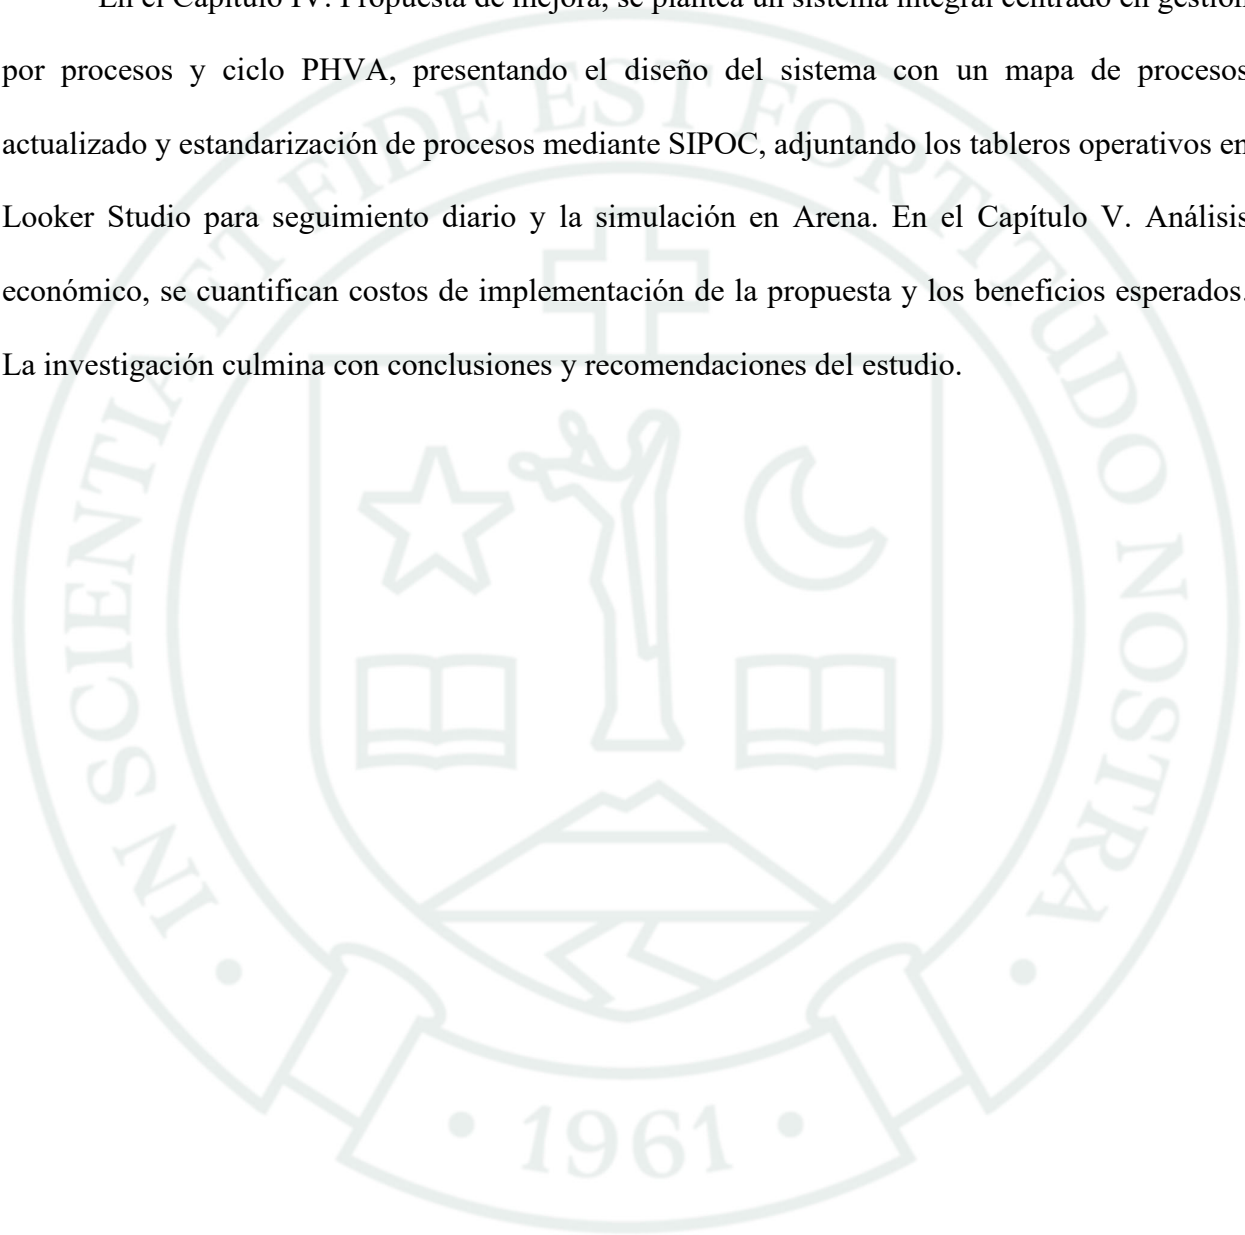 En el Capítulo IV. Propuesta de mejora, se plantea un sistema integral centrado en gestión
por procesos y ciclo PHVA, presentando el diseño del sistema con un mapa de procesos
actualizado y estandarización de procesos mediante SIPOC, adjuntando los tableros operativos en
Looker Studio para seguimiento diario y la simulación en Arena. En el Capítulo V. Análisis
económico, se cuantifican costos de implementación de la propuesta y los beneficios esperados.
La investigación culmina con conclusiones y recomendaciones del estudio.
IN SCIENTIA ET FIDE EST FORTITUDO NOSTRA
• 1961 •